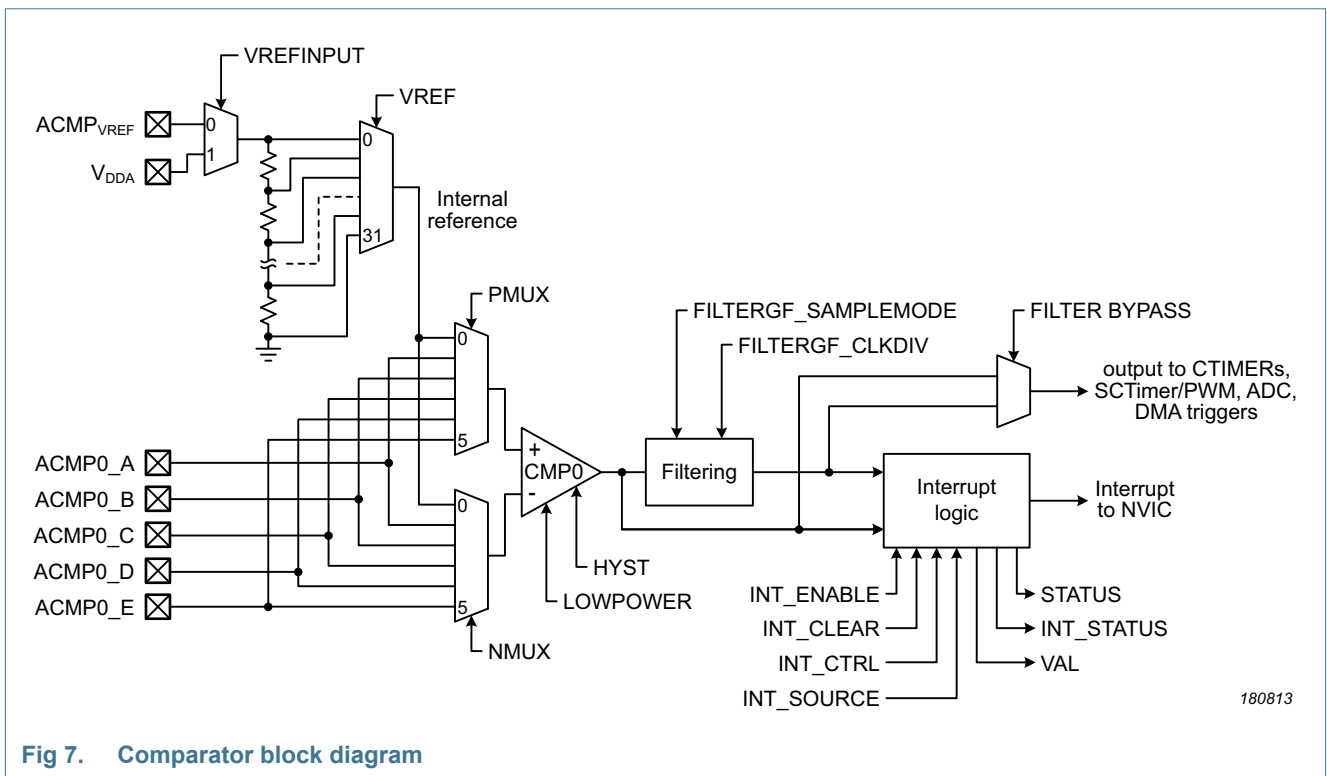 VREFINPUT
VREF
ACMPVREF
0
0
1
VDDA
Internal
reference
31
PMUX
0
FILTERGF_SAMPLEMODE
FILTER BYPASS
FILTERGF_CLKDIV
output to CTIMERs,
SCTimer/PWM, ADC,
DMA triggers
5
+
ACMP0_A
CMP0
Filtering
-
ACMP0_B
0
Interrupt
logic
Interrupt
to NVIC
ACMP0_C
HYST
ACMP0_D
LOWPOWER
INT_ENABLE
STATUS
ACMP0_E
5
INT_CLEAR
INT_STATUS
NMUX
INT_CTRL
VAL
INT_SOURCE
180813
Fig 7. Comparator block diagram